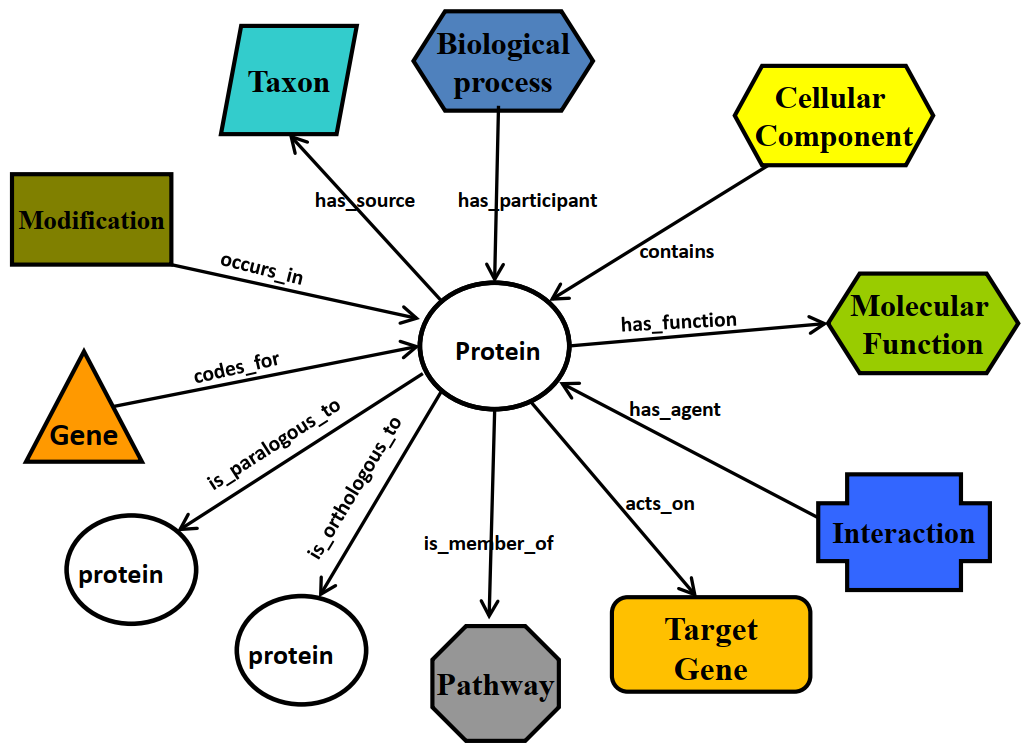 Biological
process
Taxon
Cellular
Component
has_source
has_participant
Modification
contains
occurs_in
Molecular
Function
has_function
Protein
codes_for
Gene
has_agent
is_paralogous_to
is_orthologous_to
acts_on
Interaction
is_member_of
protein
protein
Target
Gene
Pathway